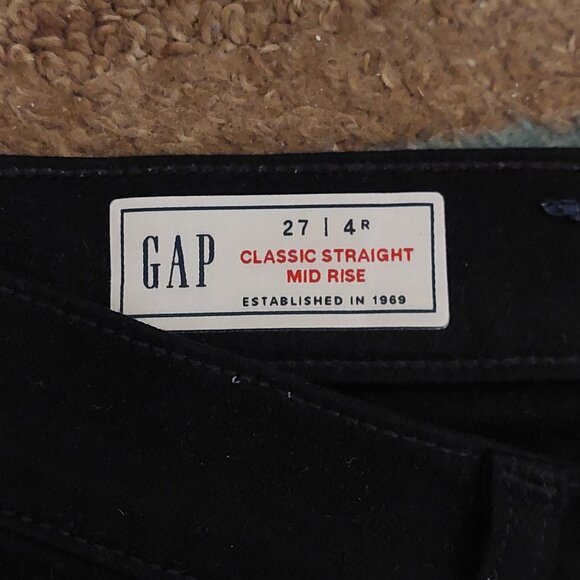 GAP
27 | 4R
CLASSIC STRAIGHT
MID RISE
ESTABLISHED IN 1969